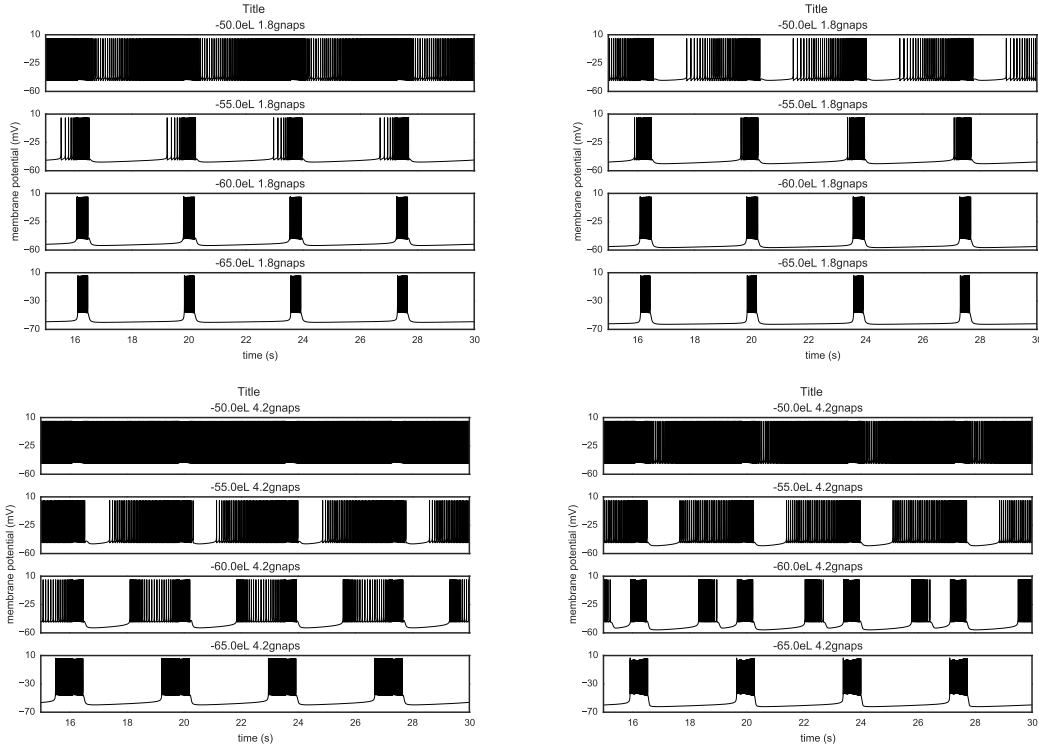 Title
-50.0eL 1.8gnaps
10
−25
−60
-55.0eL 1.8gnaps
10
−25
−60
-60.0eL 1.8gnaps
10
−25
−60
-65.0eL 1.8gnaps
10
−30
−70
16 18 20 22 24 26 28 30
time (s)
membrane potential (mV)
Title
-50.0eL 1.8gnaps
10
−25
−60
-55.0eL 1.8gnaps
10
−25
−60
-60.0eL 1.8gnaps
10
−25
−60
-65.0eL 1.8gnaps
10
−30
−70
16 18 20 22 24 26 28 30
time (s)
membrane potential (mV)
Title
-50.0eL 4.2gnaps
10
−25
−60
-55.0eL 4.2gnaps
10
−25
−60
-60.0eL 4.2gnaps
10
−25
−60
-65.0eL 4.2gnaps
10
−30
−70
16 18 20 22 24 26 28 30
time (s)
membrane potential (mV)
Title
-50.0eL 4.2gnaps
10
−25
−60
-55.0eL 4.2gnaps
10
−25
−60
-60.0eL 4.2gnaps
10
−25
−60
-65.0eL 4.2gnaps
10
−30
−70
16 18 20 22 24 26 28 30
time (s)
membrane potential (mV)